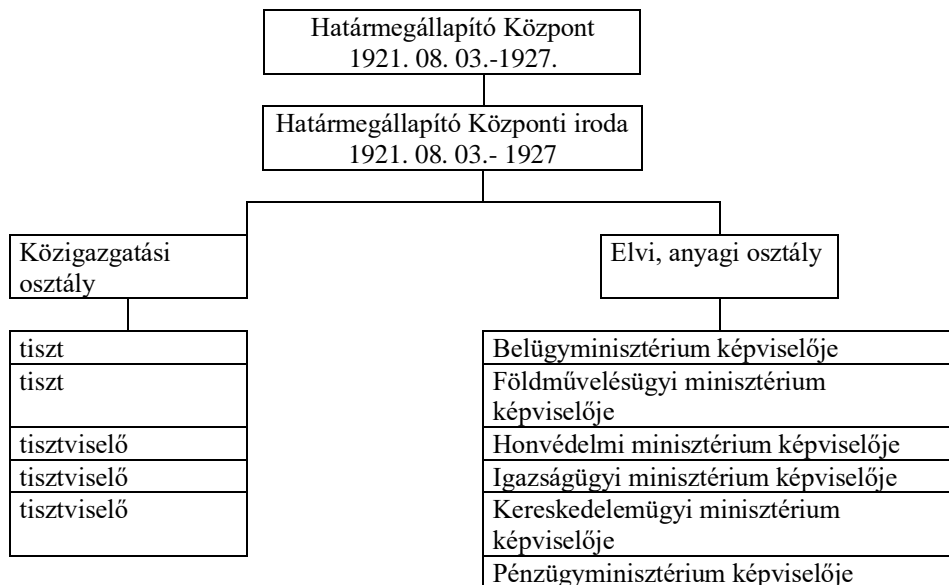 Határmegállapító Központ
1921. 08. 03.-1927.
Határmegállapító Központi iroda
1921. 08. 03.- 1927
Közigazgatási
osztály
tiszt
tiszt
tisztviselő
tisztviselő
tisztviselő
Elvi, anyagi osztály
Belügyminisztérium képviselője
Földművelésügyi minisztérium
képviselője
Honvédelmi minisztérium képviselője
Igazságügyi minisztérium képviselője
Kereskedelemügyi minisztérium
képviselője
Pénzügyminisztérium képviselője